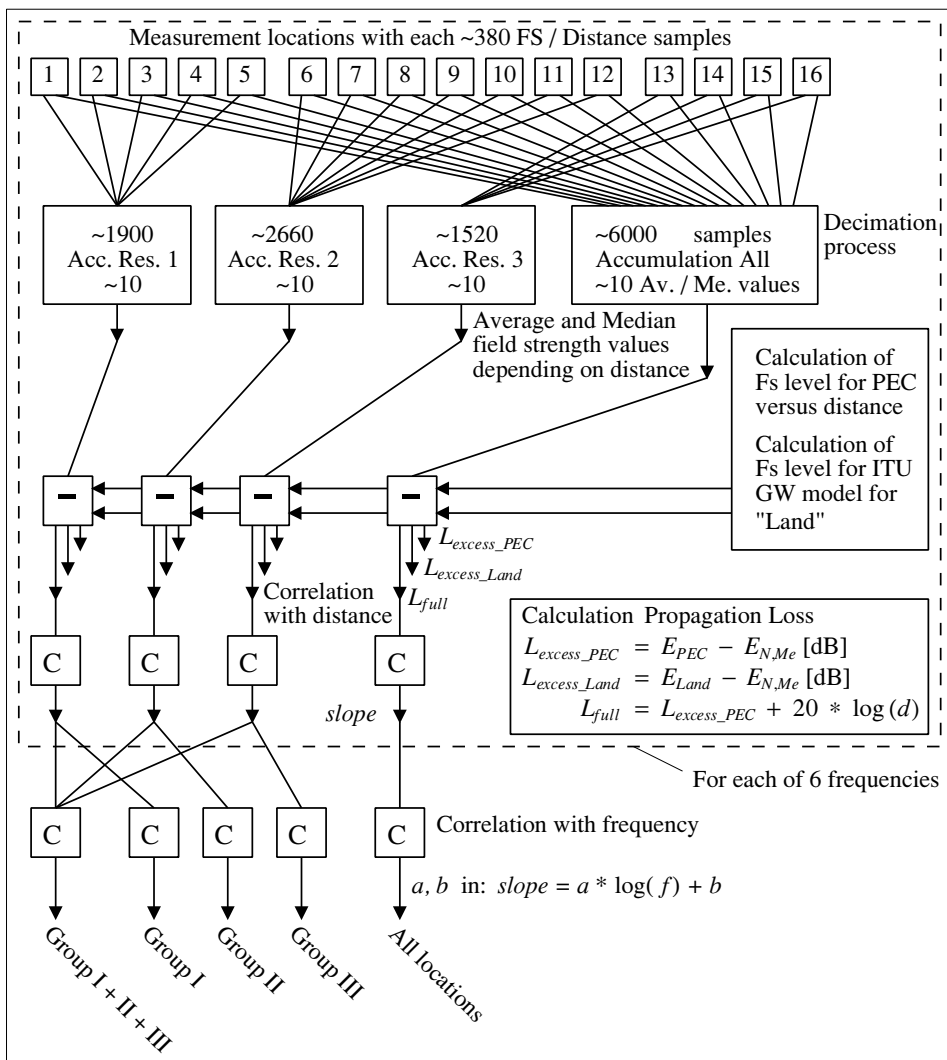 Measurement locations with each ~380 FS / Distance samples
1 2 3 4 5 6 7 8 9 10 11 12 13 14 15 16
~1900
Acc. Res. 1
~10
~2660
Acc. Res. 2
~10
~1520
Acc. Res. 3
~10
~6000 samples
Accumulation All
~10 Av. / Me. values
Decimation
process
Average and Median
field strength values
depending on distance
Calculation of
Fs level for PEC
versus distance
Calculation of
Fs level for ITU
GW model for
"Land"
– – – –
L_excess_PEC
L_excess_Land
L_full
Correlation
with distance
C C C C
slope
Calculation Propagation Loss
L_excess_PEC = E_PEC – E_N,Me [dB]
L_excess_Land = E_Land – E_N,Me [dB]
L_full = L_excess_PEC + 20 * log (d)
For each of 6 frequencies
C C C C C
Correlation with frequency
a, b in: slope = a * log( f ) + b
Group I + II + III
Group I
Group II
Group III
All locations